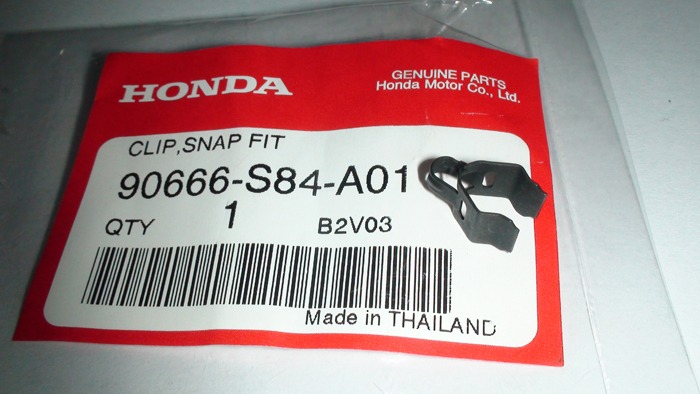 HONDA
GENUINE PARTS
Honda Motor Co., Ltd.
CLIP,SNAP FIT
90666-S84-A01
QTY 1 B2V03
Made in THAILAND